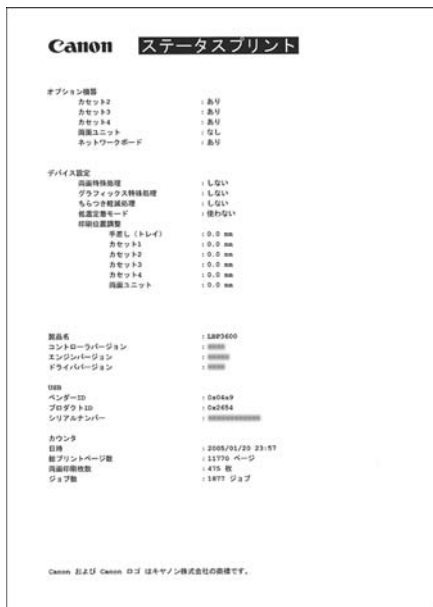 Canon ステータスプリント
オプション機器
カセット2 : あり
カセット3 : あり
カセット4 : あり
両面ユニット : なし
ネットワークボード : あり
デバイス設定
両面特殊処理 : しない
グラフィックス特殊処理 : しない
ちらつき軽減処理 : しない
低温定着モード : 使わない
印刷位置調整
手差し (トレイ) : 0.0 mm
カセット1 : 0.0 mm
カセット2 : 0.0 mm
カセット3 : 0.0 mm
カセット4 : 0.0 mm
両面ユニット : 0.0 mm
製品名 : LBP3600
コントローラバージョン :
エンジンバージョン :
ドライババージョン :
USB
ベンダーID : 0x04a9
プロダクトID : 0x2654
シリアルナンバー :
カウンタ
日時 : 2005/01/20 23:57
総プリントページ数 : 11770 ページ
両面印刷枚数 : 475 枚
ジョブ数 : 1877 ジョブ
Canon および Canon ロゴ はキヤノン株式会社の商標です。